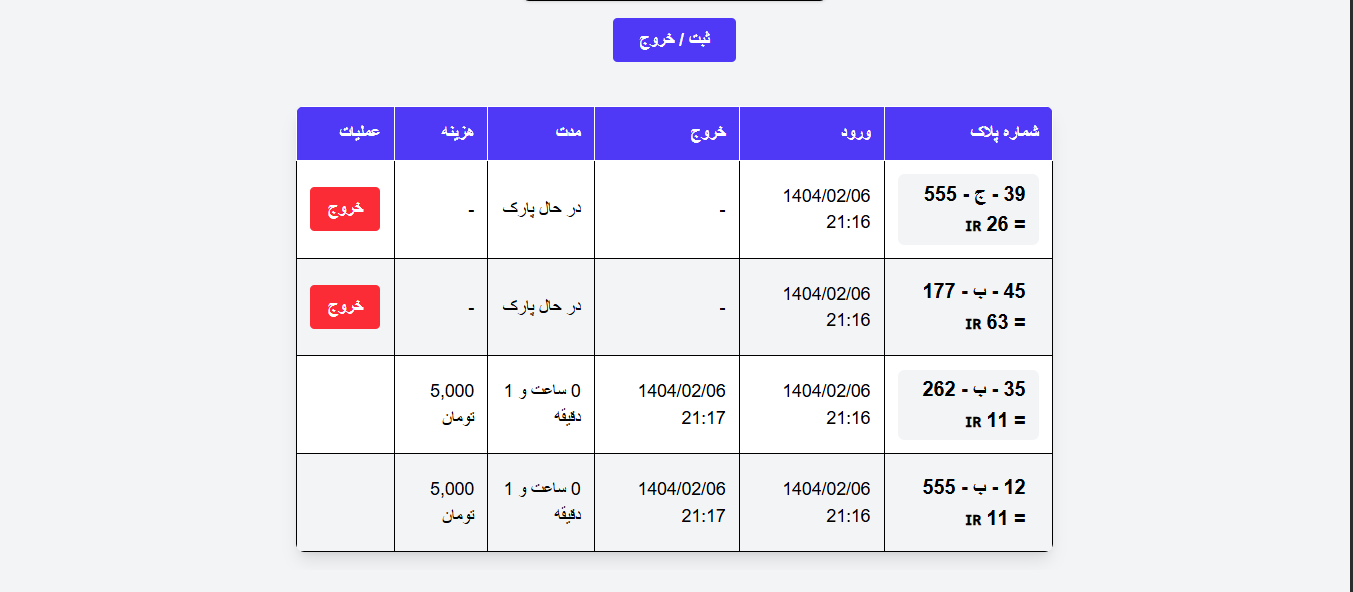 ثبت / خروج
شماره پلاک
ورود
خروج
مدت
هزینه
عملیات
39 - ج - 555
= 26 IR
1404/02/06
21:16
-
در حال پارک
-
خروج
45 - ب - 177
= 63 IR
1404/02/06
21:16
-
در حال پارک
-
خروج
35 - ب - 262
= 11 IR
1404/02/06
21:16
1404/02/06
21:17
0 ساعت و 1
دقیقه
5,000
تومان
12 - ب - 555
= 11 IR
1404/02/06
21:16
1404/02/06
21:17
0 ساعت و 1
دقیقه
5,000
تومان